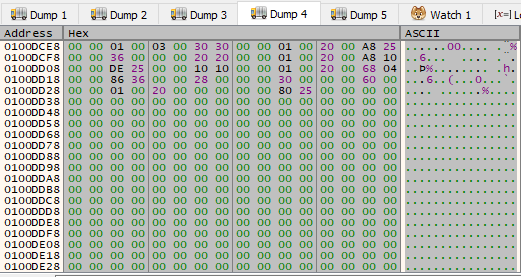 Dump 1 Dump 2 Dump 3 Dump 4 Dump 5 Watch 1 [x]= L
Address Hex ASCII
0100DCE8 00 00 01 00 03 00 30 30 00 00 01 00 20 00 A8 25 ......00.... .¨%
0100DCF8 00 00 36 00 00 00 20 20 00 00 01 00 20 00 A8 10 ..6...  .... .¨.
0100DD08 00 00 DE 25 00 00 10 10 00 00 01 00 20 00 68 04 ..Þ%........ .h.
0100DD18 00 00 86 36 00 00 28 00 00 00 30 00 00 00 60 00 ...6..(...0...`.
0100DD28 00 00 01 00 20 00 00 00 00 00 80 25 00 00 00 00 .... ......%....
0100DD38 00 00 00 00 00 00 00 00 00 00 00 00 00 00 00 00 ................
0100DD48 00 00 00 00 00 00 00 00 00 00 00 00 00 00 00 00 ................
0100DD58 00 00 00 00 00 00 00 00 00 00 00 00 00 00 00 00 ................
0100DD68 00 00 00 00 00 00 00 00 00 00 00 00 00 00 00 00 ................
0100DD78 00 00 00 00 00 00 00 00 00 00 00 00 00 00 00 00 ................
0100DD88 00 00 00 00 00 00 00 00 00 00 00 00 00 00 00 00 ................
0100DD98 00 00 00 00 00 00 00 00 00 00 00 00 00 00 00 00 ................
0100DDA8 00 00 00 00 00 00 00 00 00 00 00 00 00 00 00 00 ................
0100DDB8 00 00 00 00 00 00 00 00 00 00 00 00 00 00 00 00 ................
0100DDC8 00 00 00 00 00 00 00 00 00 00 00 00 00 00 00 00 ................
0100DDD8 00 00 00 00 00 00 00 00 00 00 00 00 00 00 00 00 ................
0100DDE8 00 00 00 00 00 00 00 00 00 00 00 00 00 00 00 00 ................
0100DDF8 00 00 00 00 00 00 00 00 00 00 00 00 00 00 00 00 ................
0100DE08 00 00 00 00 00 00 00 00 00 00 00 00 00 00 00 00 ................
0100DE18 00 00 00 00 00 00 00 00 00 00 00 00 00 00 00 00 ................
0100DE28 00 00 00 00 00 00 00 00 00 00 00 00 00 00 00 00 ................